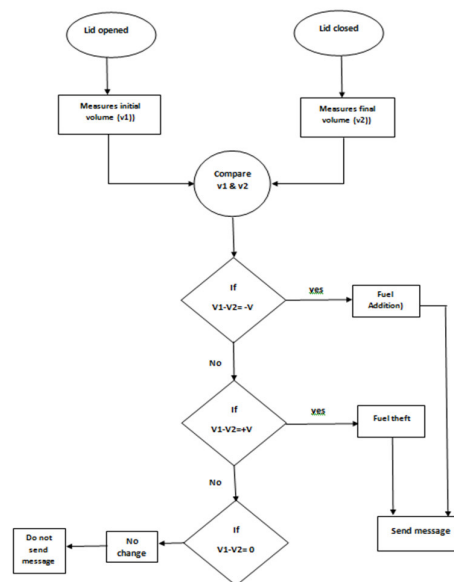 Lid opened
Lid closed
Measures initial
volume (v1))
Measures final
volume (v2))
Compare
v1 & v2
If
V1-V2= -V
yes
Fuel
Addition)
No
If
V1-V2=+V
yes
Fuel theft
No
If
V1-V2= 0
No
change
Do not
send
message
Send message